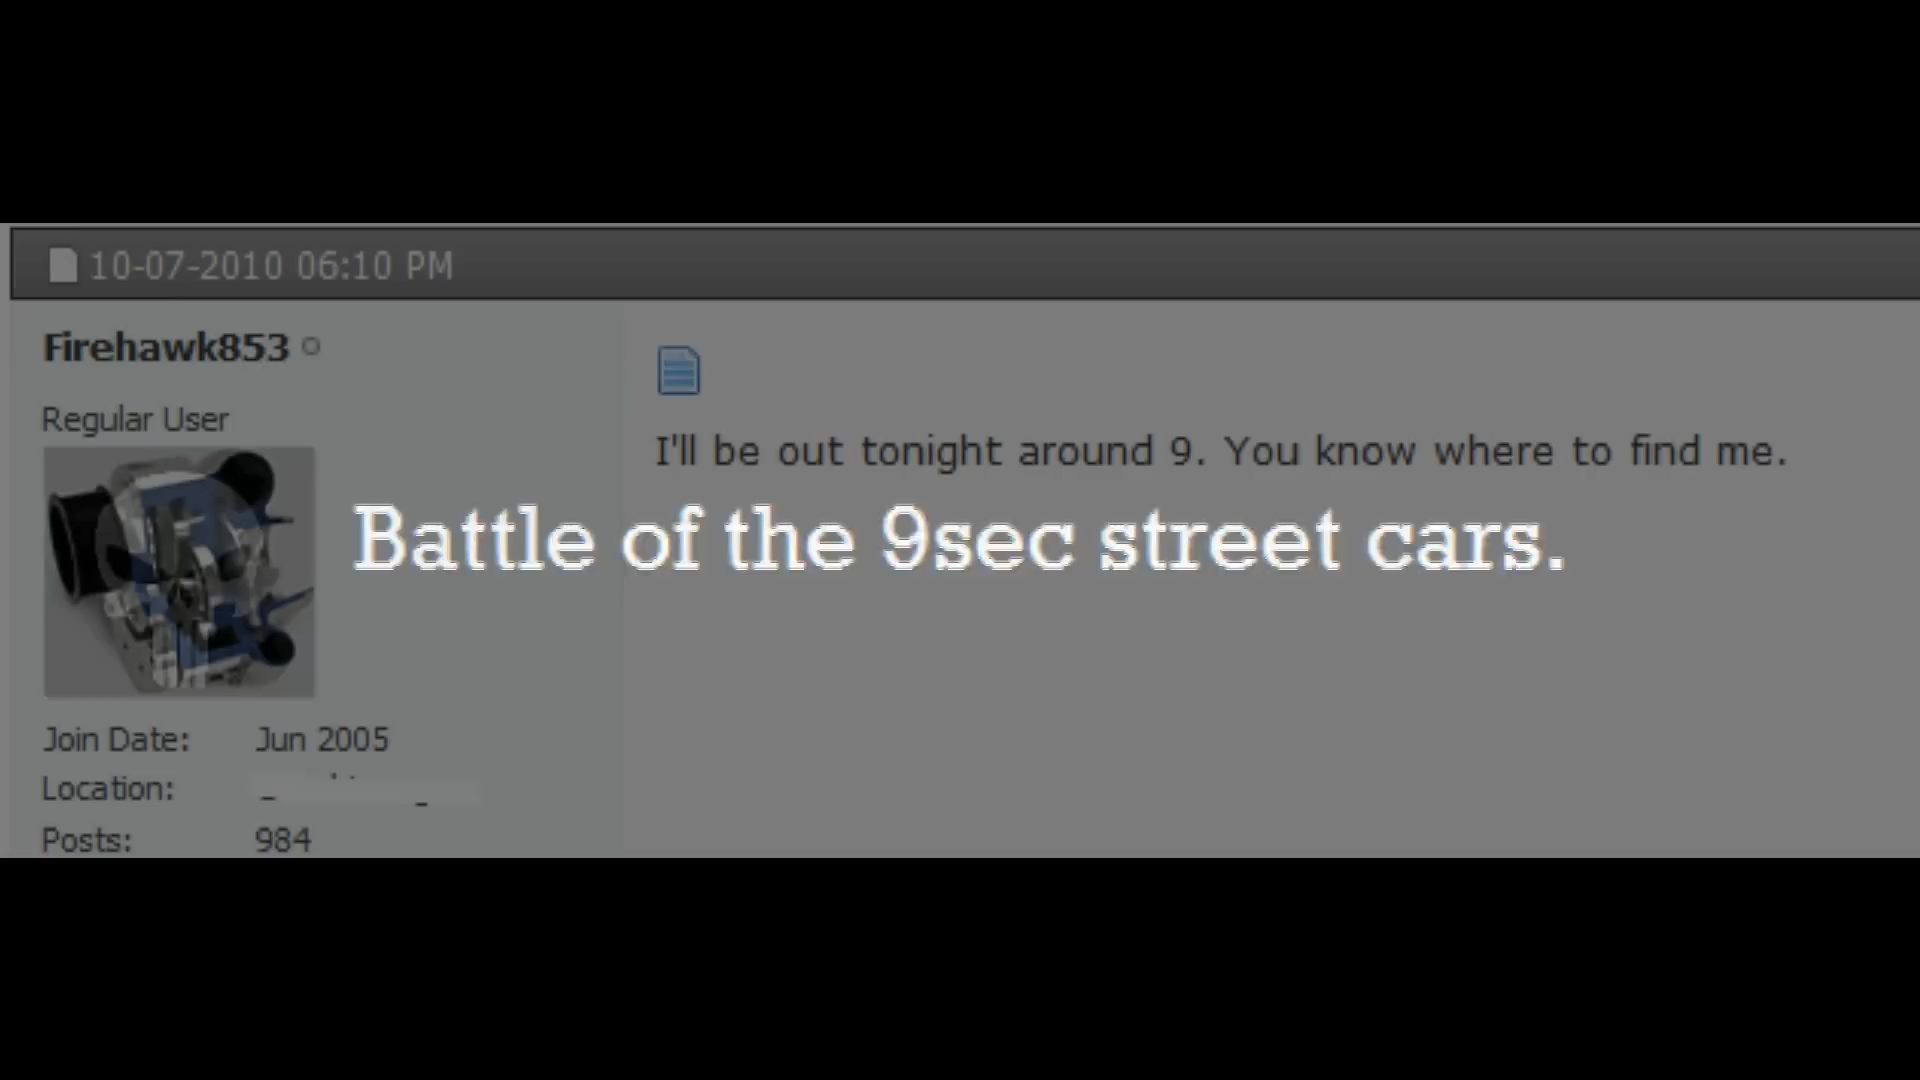 10-07-2010 06:10 PM
Firehawk853
Regular User
I'll be out tonight around 9. You know where to find me.
Battle of the 9sec street cars.
Join Date: Jun 2005
Location:
Posts: 984